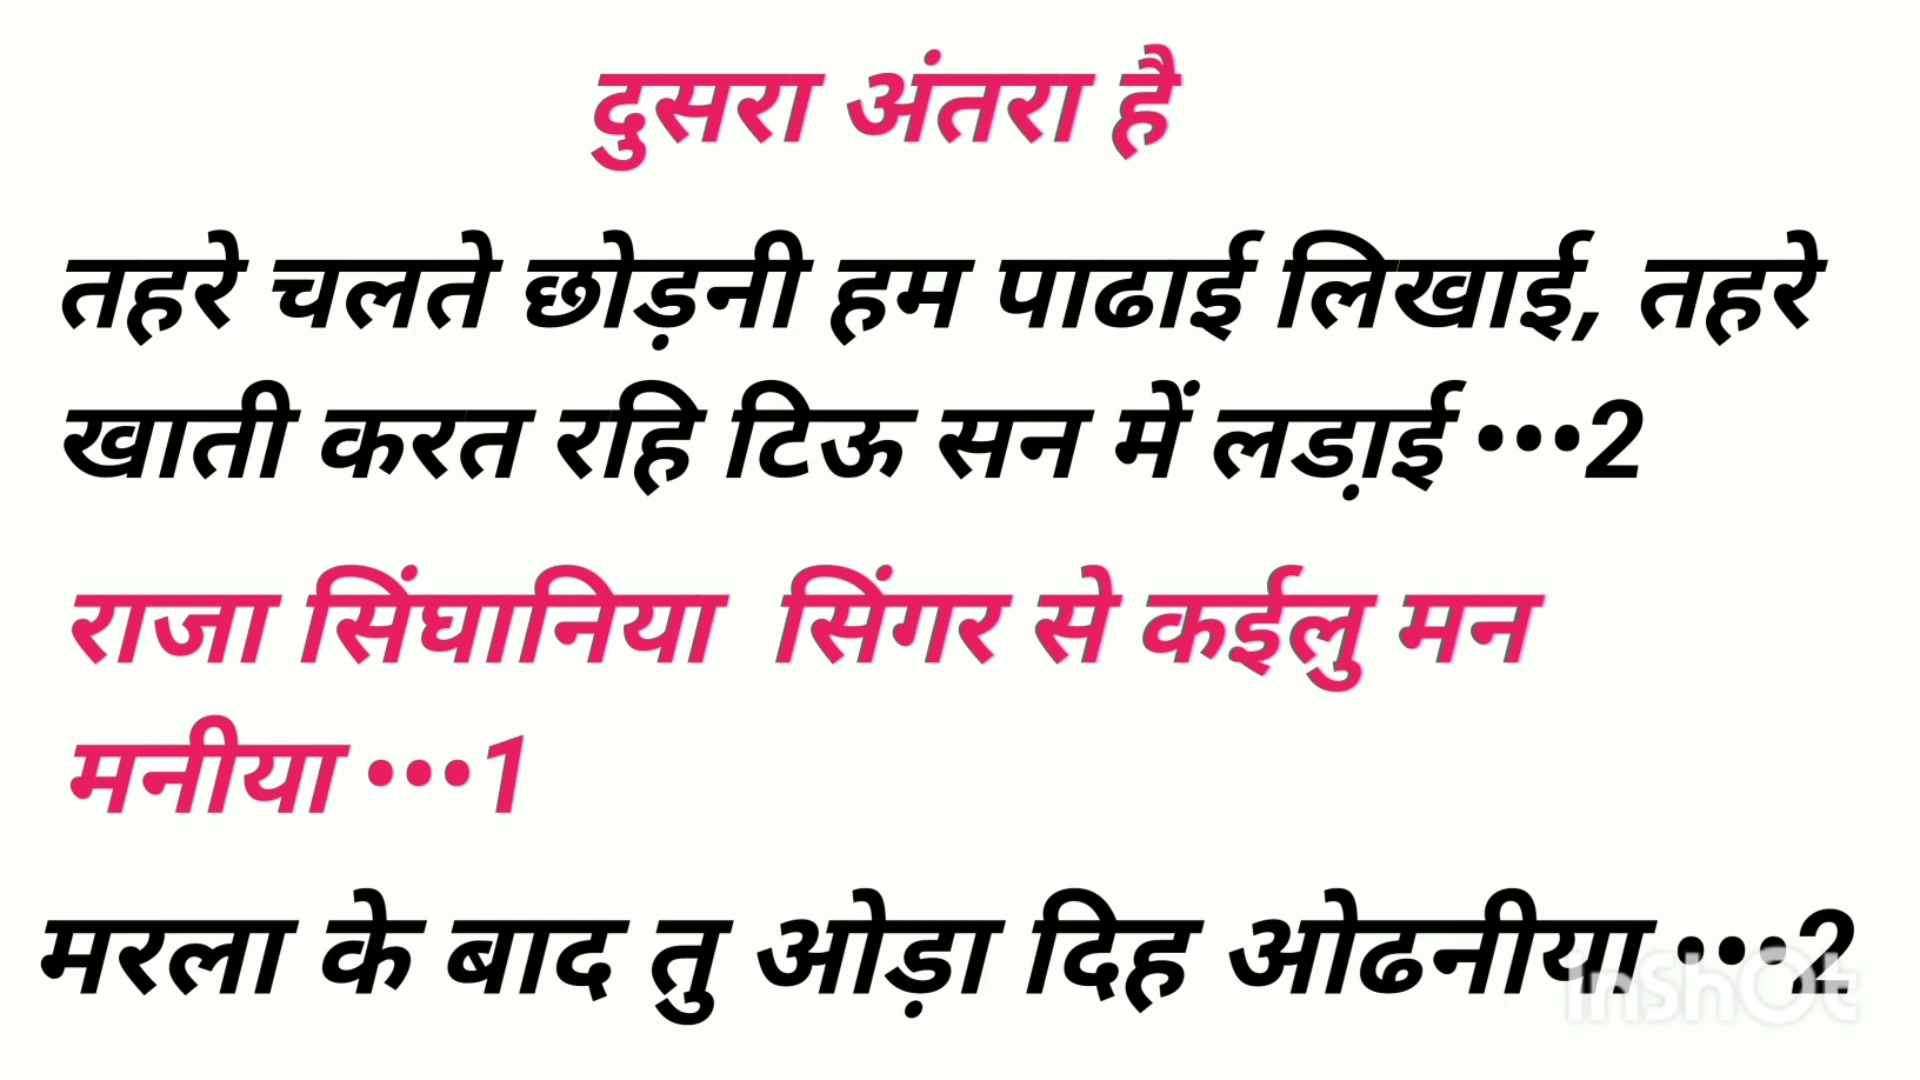 दुसरा अंतरा है
तहरे चलते छोड़नी हम पाढाई लिखाई, तहरे
खाती करत रहि टिऊ सन में लडा़ई •••2
राजा सिंघानिया सिंगर से कईलु मन
मनीया •••1
मरला के बाद तु ओड़ा दिह ओढनीया •••2
InShOt